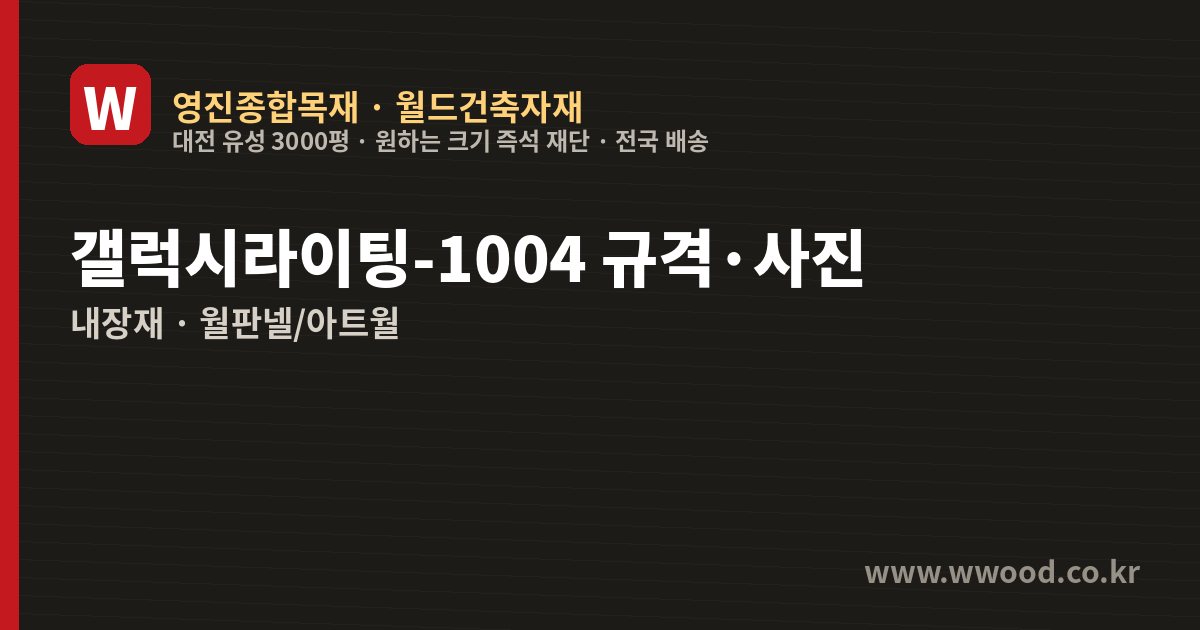 W
영진종합목재 · 월드건축자재
대전 유성 3000평 · 원하는 크기 즉석 재단 · 전국 배송
갤럭시라이팅-1004 규격·사진
내장재 · 월판넬/아트월
www.wwood.co.kr